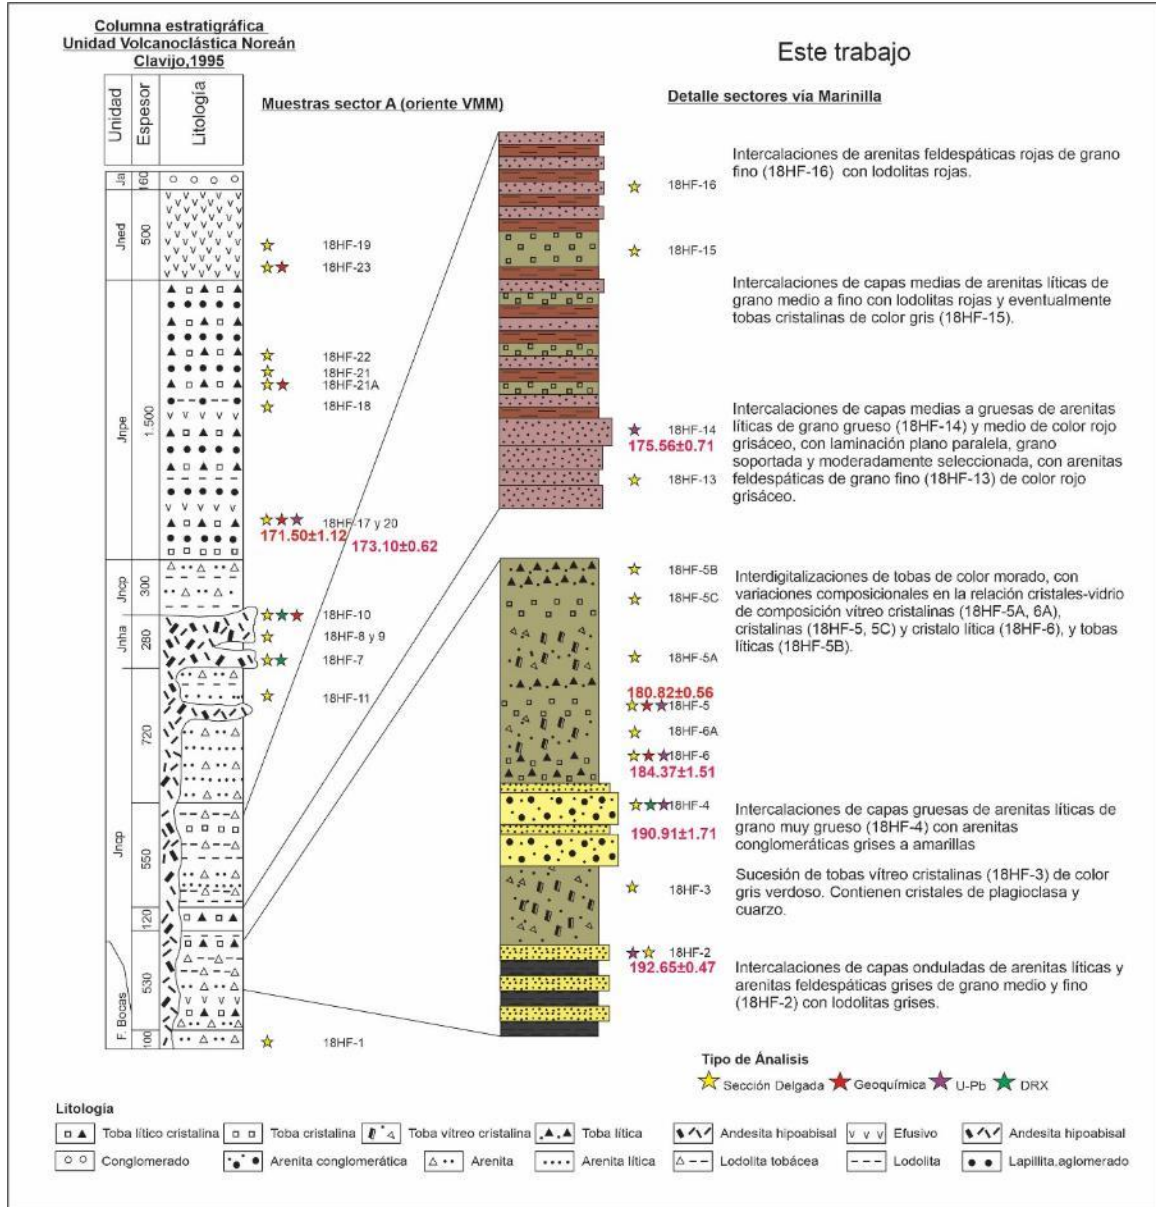 Columna estratigráfica
Unidad Volcanoclástica Noreán
Clavijo,1995
Este trabajo
Unidad
Espesor
Litología
Muestras sector A (oriente VMM)
Detalle sectores vía Marinilla
Ja
160
Jned
500
18HF-19
18HF-23
Jnpe
1.500
18HF-22
18HF-21
18HF-21A
18HF-18
18HF-17 y 20
171.50±1.12
173.10±0.62
Jncp
300
Jnha
280
18HF-10
18HF-8 y 9
18HF-7
18HF-11
720
Jncp
550
120
530
F. Bocas
100
18HF-1
18HF-16
Intercalaciones de arenitas feldespáticas rojas de grano
fino (18HF-16) con lodolitas rojas.
18HF-15
Intercalaciones de capas medias de arenitas líticas de
grano medio a fino con lodolitas rojas y eventualmente
tobas cristalinas de color gris (18HF-15).
18HF-14
175.56±0.71
18HF-13
Intercalaciones de capas medias a gruesas de arenitas
líticas de grano grueso (18HF-14) y medio de color rojo
grisáceo, con laminación plano paralela, grano
soportada y moderadamente seleccionada, con arenitas
feldespáticas de grano fino (18HF-13) de color rojo
grisáceo.
18HF-5B
18HF-5C
18HF-5A
Interdigitalizaciones de tobas de color morado, con
variaciones composicionales en la relación cristales-vidrio
de composición vítreo cristalinas (18HF-5A, 6A),
cristalinas (18HF-5, 5C) y cristalo lítica (18HF-6), y tobas
líticas (18HF-5B).
180.82±0.56
18HF-5
18HF-6A
18HF-6
184.37±1.51
18HF-4
190.91±1.71
Intercalaciones de capas gruesas de arenitas líticas de
grano muy grueso (18HF-4) con arenitas
conglomeráticas grises a amarillas
18HF-3
Sucesión de tobas vítreo cristalinas (18HF-3) de color
gris verdoso. Contienen cristales de plagioclasa y
cuarzo.
18HF-2
192.65±0.47
Intercalaciones de capas onduladas de arenitas líticas y
arenitas feldespáticas grises de grano medio y fino
(18HF-2) con lodolitas grises.
Tipo de Ánalisis
Sección Delgada
Geoquímica
U-Pb
DRX
Litología
Toba lítico cristalina
Toba cristalina
Toba vítreo cristalina
Toba lítica
Andesita hipoabisal
Efusivo
Andesita hipoabisal
Conglomerado
Arenita conglomerática
Arenita
Arenita lítica
Lodolita tobácea
Lodolita
Lapillita,aglomerado